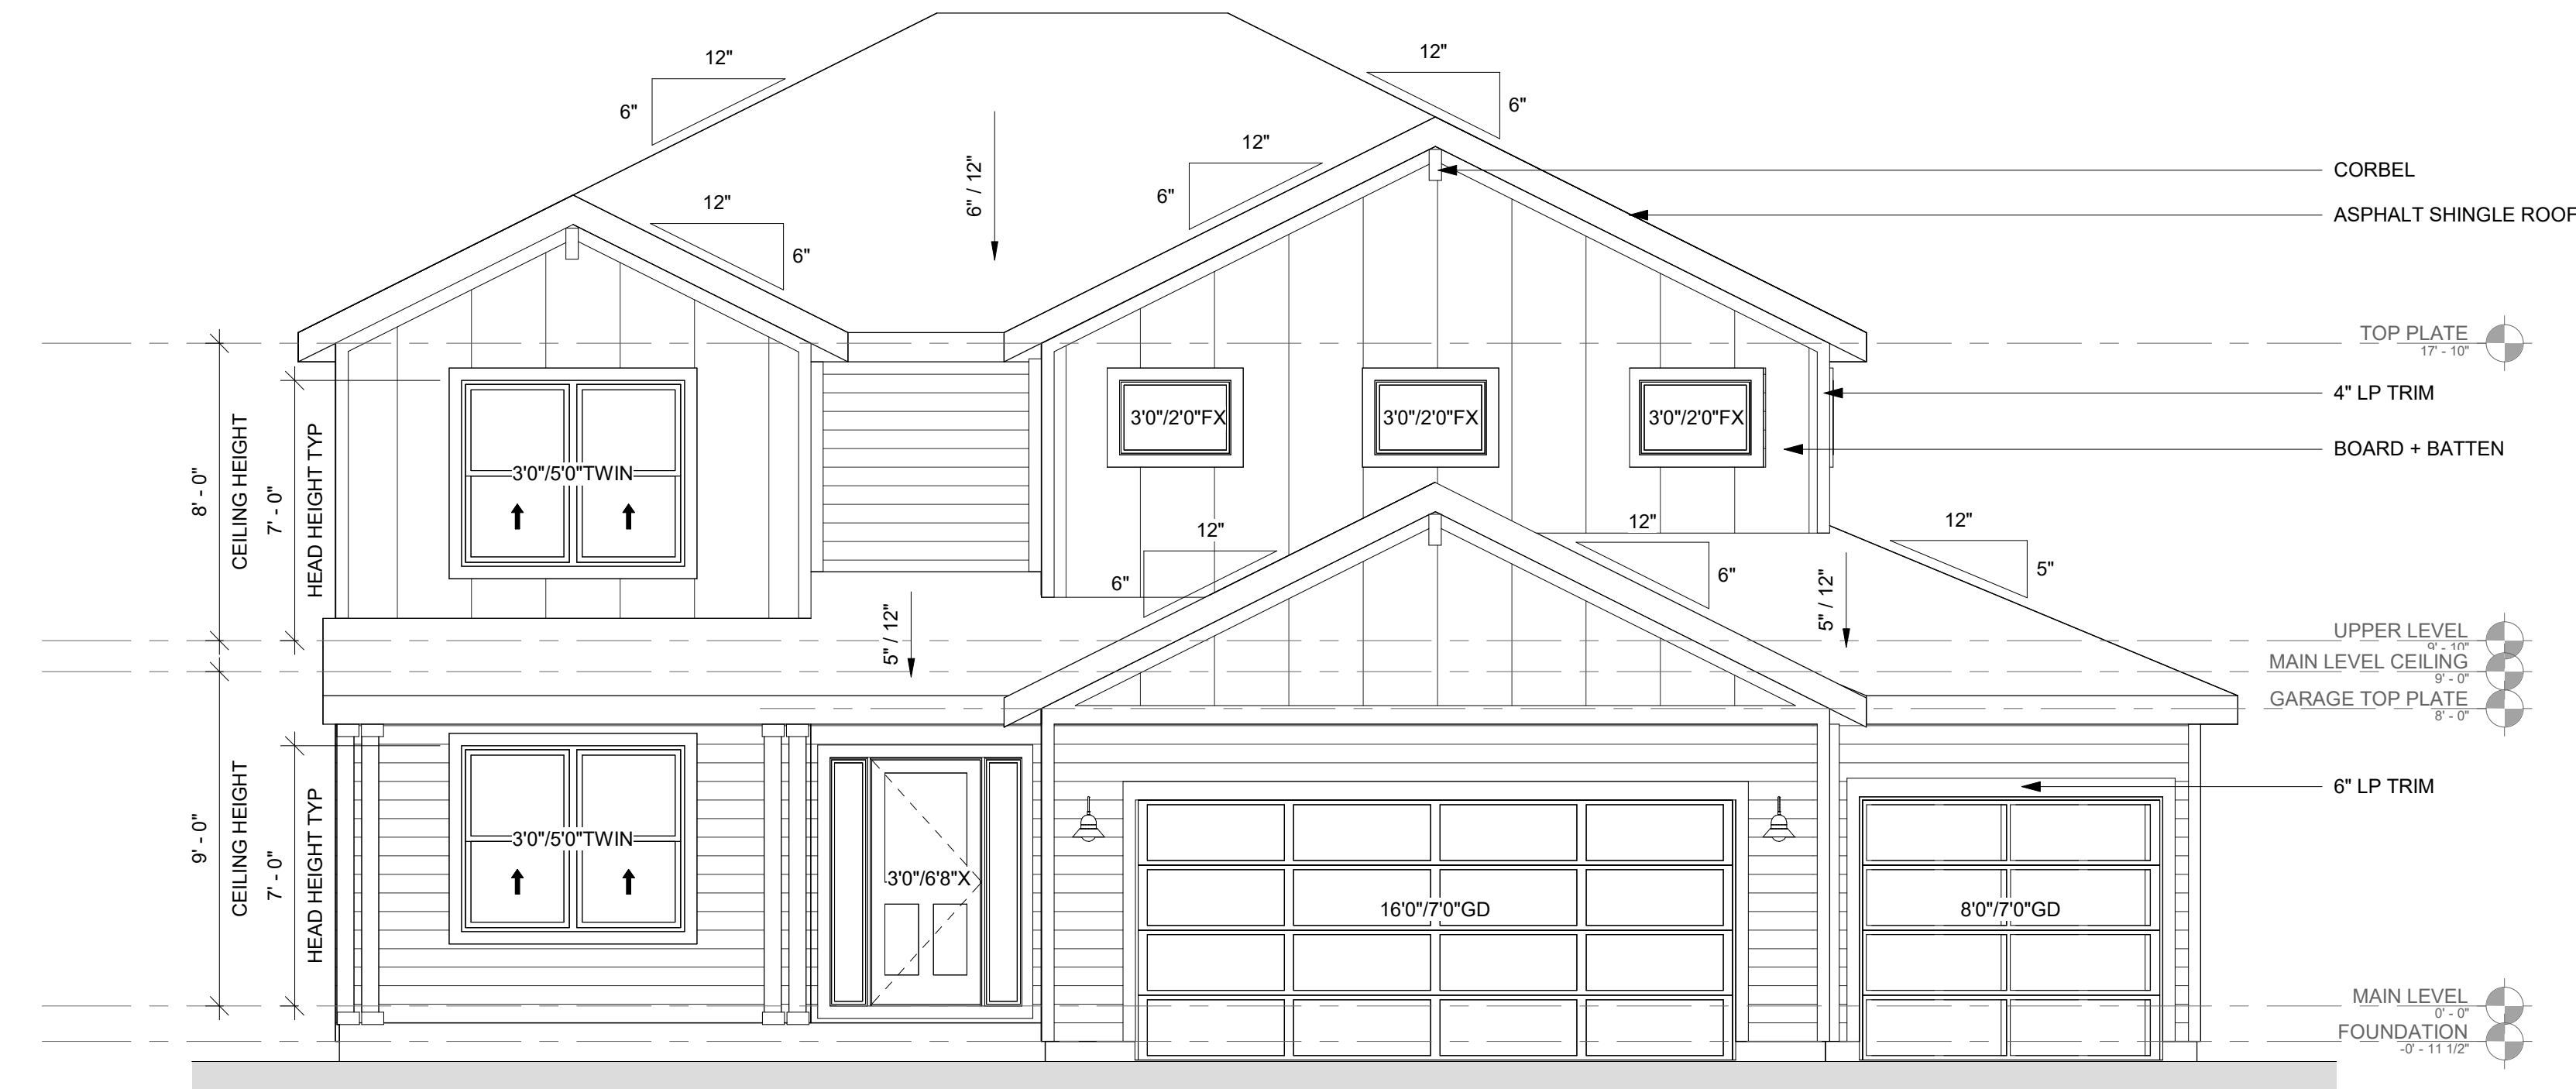 12"
6"
12"
6"
12"
6"
12"
6"
6" / 12"
CORBEL
ASPHALT SHINGLE ROOF
TOP PLATE
17' - 10"
4" LP TRIM
BOARD + BATTEN
8' - 0"
CEILING HEIGHT
7' - 0"
HEAD HEIGHT TYP
3'0"/5'0"TWIN
3'0"/2'0"FX
3'0"/2'0"FX
3'0"/2'0"FX
12"
6"
12"
6"
12"
5"
5" / 12"
5" / 12"
UPPER LEVEL
9' - 10"
MAIN LEVEL CEILING
9' - 0"
GARAGE TOP PLATE
8' - 0"
6" LP TRIM
9' - 0"
CEILING HEIGHT
7' - 0"
HEAD HEIGHT TYP
3'0"/5'0"TWIN
3'0"/6'8"X
16'0"/7'0"GD
8'0"/7'0"GD
MAIN LEVEL
0' - 0"
FOUNDATION
-0' - 11 1/2"